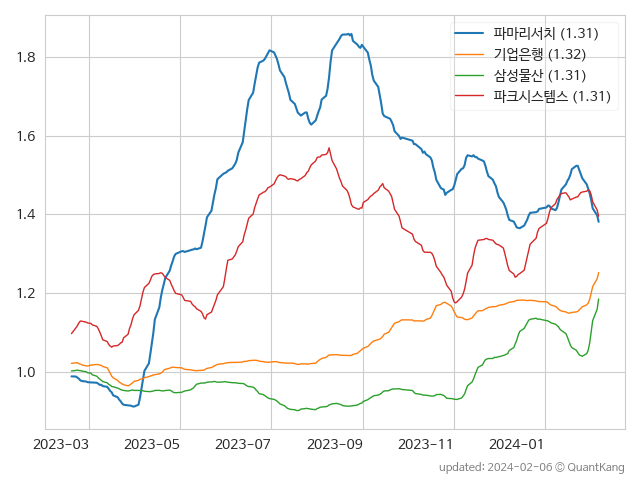 파마리서치 (1.31)
기업은행 (1.32)
삼성물산 (1.31)
파크시스템스 (1.31)
1.8
1.6
1.4
1.2
1.0
2023-03 2023-05 2023-07 2023-09 2023-11 2024-01
updated: 2024-02-06 © QuantKang